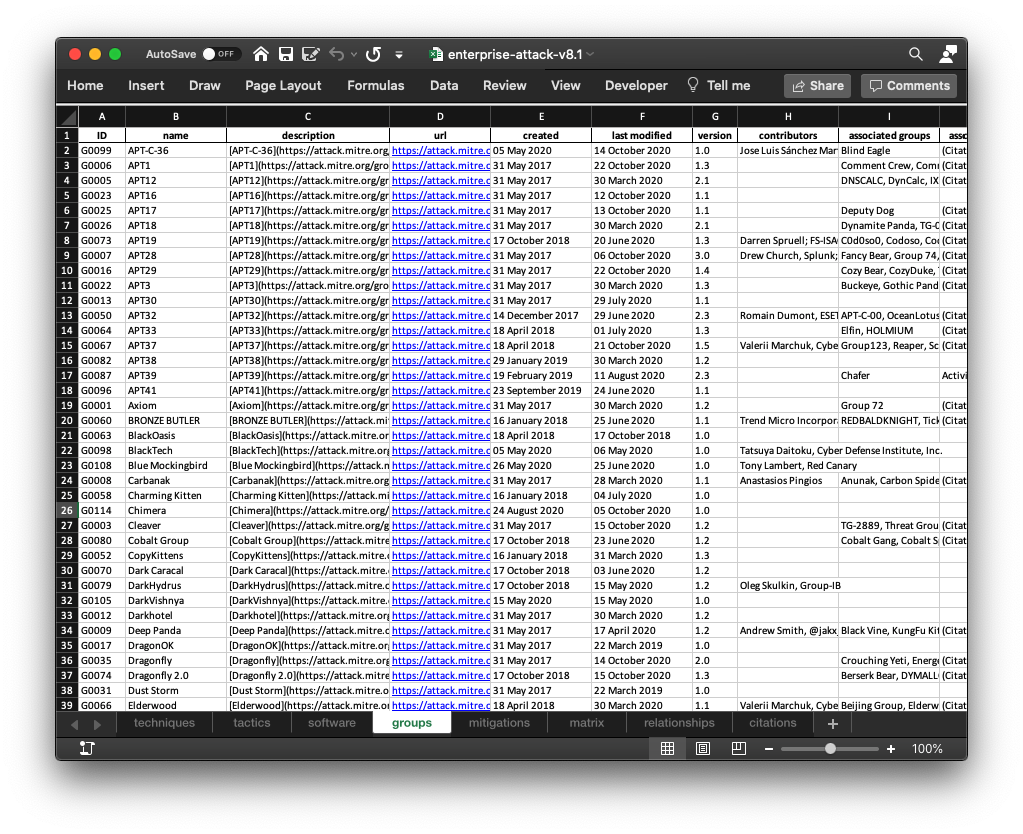 AutoSave OFF enterprise-attack-v8.1
Home Insert Draw Page Layout Formulas Data Review View Developer Tell me Share Comments
A B C D E F G H I
1 ID name description url created last modified version contributors associated groups asso
2 G0099 APT-C-36 [APT-C-36](https://attack.mitre.org, https://attack.mitre.o 05 May 2020 14 October 2020 1.0 Jose Luis Sánchez Mar Blind Eagle (Citat
3 G0006 APT1 [APT1](https://attack.mitre.org/gro https://attack.mitre.o 31 May 2017 22 October 2020 1.3 Comment Crew, Com (Citat
4 G0005 APT12 [APT12](https://attack.mitre.org/gr https://attack.mitre.o 31 May 2017 30 March 2020 2.1 DNSCALC, DynCalc, IX (Citat
5 G0023 APT16 [APT16](https://attack.mitre.org/gr https://attack.mitre.o 31 May 2017 12 October 2020 1.1
6 G0025 APT17 [APT17](https://attack.mitre.org/gr https://attack.mitre.o 31 May 2017 13 October 2020 1.1 Deputy Dog (Citat
7 G0026 APT18 [APT18](https://attack.mitre.org/gr https://attack.mitre.o 31 May 2017 30 March 2020 2.1 Dynamite Panda, TG-0 (Citat
8 G0073 APT19 [APT19](https://attack.mitre.org/gr https://attack.mitre.o 17 October 2018 20 June 2020 1.3 Darren Spruell; FS-ISA C0d0so0, Codoso, Co (Citat
9 G0007 APT28 [APT28](https://attack.mitre.org/gr https://attack.mitre.o 31 May 2017 06 October 2020 3.0 Drew Church, Splunk; Fancy Bear, Group 74, (Citat
10 G0016 APT29 [APT29](https://attack.mitre.org/gr https://attack.mitre.o 31 May 2017 22 October 2020 1.4 Cozy Bear, CozyDuke, (Citat
11 G0022 APT3 [APT3](https://attack.mitre.org/gro https://attack.mitre.o 31 May 2017 30 March 2020 1.3 Buckeye, Gothic Pand (Citat
12 G0013 APT30 [APT30](https://attack.mitre.org/gr https://attack.mitre.o 31 May 2017 29 July 2020 1.1
13 G0050 APT32 [APT32](https://attack.mitre.org/gr https://attack.mitre.o 14 December 2017 29 June 2020 2.3 Romain Dumont, ESET APT-C-00, OceanLotus (Citat
14 G0064 APT33 [APT33](https://attack.mitre.org/gr https://attack.mitre.o 18 April 2018 01 July 2020 1.3 Elfin, HOLMIUM (Citat
15 G0067 APT37 [APT37](https://attack.mitre.org/gr https://attack.mitre.o 18 April 2018 21 October 2020 1.5 Valerii Marchuk, Cybe Group123, Reaper, Sc (Citat
16 G0082 APT38 [APT38](https://attack.mitre.org/gr https://attack.mitre.o 29 January 2019 30 March 2020 1.2
17 G0087 APT39 [APT39](https://attack.mitre.org/gr https://attack.mitre.o 19 February 2019 11 August 2020 2.3 Chafer Activi
18 G0096 APT41 [APT41](https://attack.mitre.org/gr https://attack.mitre.o 23 September 2019 24 June 2020 1.1
19 G0001 Axiom [Axiom](https://attack.mitre.org/gr https://attack.mitre.o 31 May 2017 30 March 2020 1.2 Group 72 (Citat
20 G0060 BRONZE BUTLER [BRONZE BUTLER](https://attack.mi https://attack.mitre.o 16 January 2018 25 June 2020 1.1 Trend Micro Incorpor REDBALDKNIGHT, Tick (Citat
21 G0063 BlackOasis [BlackOasis](https://attack.mitre.or https://attack.mitre.o 18 April 2018 17 October 2018 1.0
22 G0098 BlackTech [BlackTech](https://attack.mitre.org https://attack.mitre.o 05 May 2020 06 May 2020 1.0 Tatsuya Daitoku, Cyber Defense Institute, Inc.
23 G0108 Blue Mockingbird [Blue Mockingbird](https://attack.n https://attack.mitre.o 26 May 2020 25 June 2020 1.0 Tony Lambert, Red Canary
24 G0008 Carbanak [Carbanak](https://attack.mitre.org https://attack.mitre.o 31 May 2017 28 March 2020 1.1 Anastasios Pingios Anunak, Carbon Spide (Citat
25 G0058 Charming Kitten [Charming Kitten](https://attack.mi https://attack.mitre.o 16 January 2018 04 July 2020 1.0
26 G0114 Chimera [Chimera](https://attack.mitre.org/ https://attack.mitre.o 24 August 2020 05 October 2020 1.0
27 G0003 Cleaver [Cleaver](https://attack.mitre.org/g https://attack.mitre.o 31 May 2017 15 October 2020 1.2 TG-2889, Threat Grou (Citat
28 G0080 Cobalt Group [Cobalt Group](https://attack.mitre. https://attack.mitre.o 17 October 2018 23 June 2020 1.2 Cobalt Gang, Cobalt S (Citat
29 G0052 CopyKittens [CopyKittens](https://attack.mitre.o https://attack.mitre.o 16 January 2018 31 March 2020 1.3
30 G0070 Dark Caracal [Dark Caracal](https://attack.mitre.o https://attack.mitre.o 17 October 2018 03 June 2020 1.2
31 G0079 DarkHydrus [DarkHydrus](https://attack.mitre.o https://attack.mitre.o 17 October 2018 15 May 2020 1.2 Oleg Skulkin, Group-IB
32 G0105 DarkVishnya [DarkVishnya](https://attack.mitre. https://attack.mitre.o 15 May 2020 15 May 2020 1.0
33 G0012 Darkhotel [Darkhotel](https://attack.mitre.org https://attack.mitre.o 31 May 2017 30 March 2020 1.2
34 G0009 Deep Panda [Deep Panda](https://attack.mitre.o https://attack.mitre.o 31 May 2017 17 April 2020 1.2 Andrew Smith, @jakx_ Black Vine, KungFu Kit (Citat
35 G0017 DragonOK [DragonOK](https://attack.mitre.org https://attack.mitre.o 31 May 2017 22 March 2019 1.0
36 G0035 Dragonfly [Dragonfly](https://attack.mitre.org https://attack.mitre.o 31 May 2017 14 October 2020 2.0 Crouching Yeti, Energ (Citat
37 G0074 Dragonfly 2.0 [Dragonfly 2.0](https://attack.mitre. https://attack.mitre.o 17 October 2018 15 October 2020 1.3 Berserk Bear, DYMALL (Citat
38 G0031 Dust Storm [Dust Storm](https://attack.mitre.o https://attack.mitre.o 31 May 2017 22 March 2019 1.0
39 G0066 Elderwood [Elderwood](https://attack.mitre.or https://attack.mitre.o 18 April 2018 30 March 2020 1.1 Valerii Marchuk, Cybe Beijing Group, Elderw (Citat
techniques tactics software groups mitigations matrix relationships citations +
100%